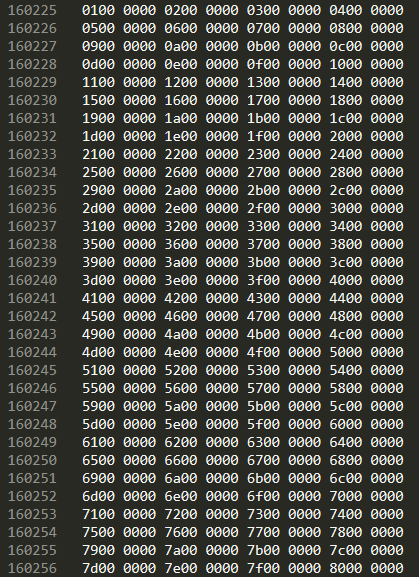 160225 0100 0000 0200 0000 0300 0000 0400 0000
160226 0500 0000 0600 0000 0700 0000 0800 0000
160227 0900 0000 0a00 0000 0b00 0000 0c00 0000
160228 0d00 0000 0e00 0000 0f00 0000 1000 0000
160229 1100 0000 1200 0000 1300 0000 1400 0000
160230 1500 0000 1600 0000 1700 0000 1800 0000
160231 1900 0000 1a00 0000 1b00 0000 1c00 0000
160232 1d00 0000 1e00 0000 1f00 0000 2000 0000
160233 2100 0000 2200 0000 2300 0000 2400 0000
160234 2500 0000 2600 0000 2700 0000 2800 0000
160235 2900 0000 2a00 0000 2b00 0000 2c00 0000
160236 2d00 0000 2e00 0000 2f00 0000 3000 0000
160237 3100 0000 3200 0000 3300 0000 3400 0000
160238 3500 0000 3600 0000 3700 0000 3800 0000
160239 3900 0000 3a00 0000 3b00 0000 3c00 0000
160240 3d00 0000 3e00 0000 3f00 0000 4000 0000
160241 4100 0000 4200 0000 4300 0000 4400 0000
160242 4500 0000 4600 0000 4700 0000 4800 0000
160243 4900 0000 4a00 0000 4b00 0000 4c00 0000
160244 4d00 0000 4e00 0000 4f00 0000 5000 0000
160245 5100 0000 5200 0000 5300 0000 5400 0000
160246 5500 0000 5600 0000 5700 0000 5800 0000
160247 5900 0000 5a00 0000 5b00 0000 5c00 0000
160248 5d00 0000 5e00 0000 5f00 0000 6000 0000
160249 6100 0000 6200 0000 6300 0000 6400 0000
160250 6500 0000 6600 0000 6700 0000 6800 0000
160251 6900 0000 6a00 0000 6b00 0000 6c00 0000
160252 6d00 0000 6e00 0000 6f00 0000 7000 0000
160253 7100 0000 7200 0000 7300 0000 7400 0000
160254 7500 0000 7600 0000 7700 0000 7800 0000
160255 7900 0000 7a00 0000 7b00 0000 7c00 0000
160256 7d00 0000 7e00 0000 7f00 0000 8000 0000